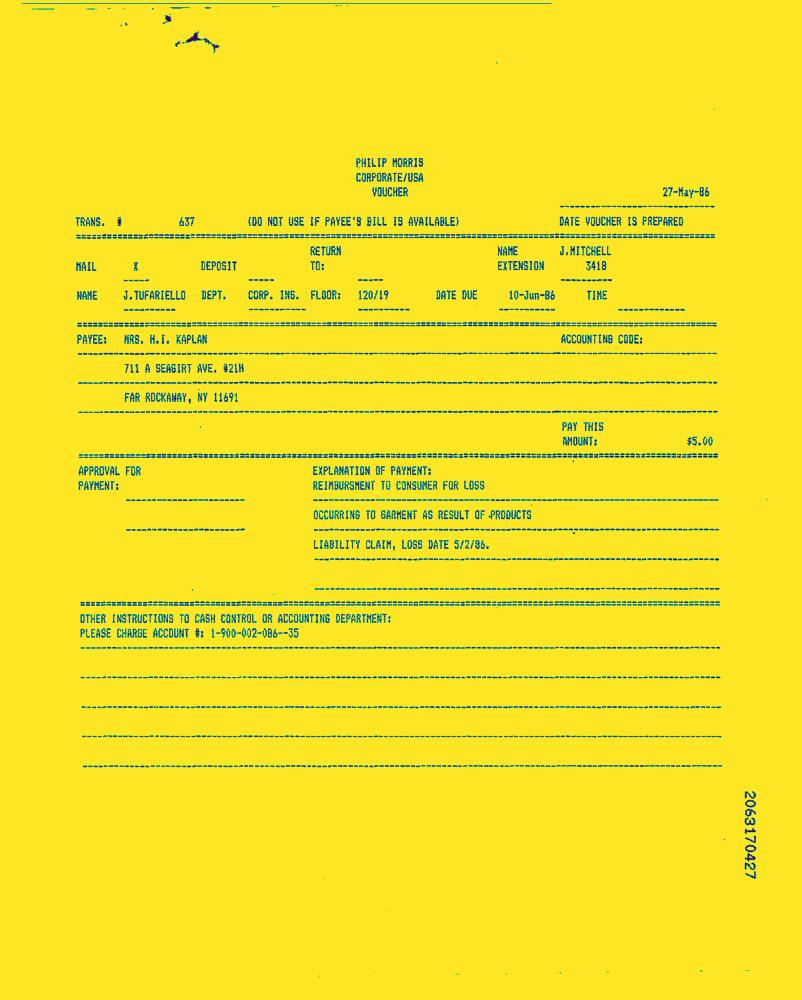 PHILIP MORRIS
CORPORATE/USA
VOUCHER
27-May-86
TRANS. # 637 (DO NOT USE IF PAYEE'S BILL IS AVAILABLE) DATE VOUCHER IS PREPARED
RETURN NAME J.MITCHELL
MAIL X DEPOSIT TO: EXTENSION 3418
NAME J.TUFARIELLO DEPT. CORP. INS. FLOOR: 120/19 DATE DUE 10-Jun-86 TIME
PAYEE: MRS. H.I. KAPLAN ACCOUNTING CODE:
711 A SEAGIRT AVE. #21H
FAR ROCKAWAY, NY 11691
PAY THIS
AMOUNT: $5.00
APPROVAL FOR EXPLANATION OF PAYMENT:
PAYMENT: REIMBURSMENT TO CONSUMER FOR LOSS
OCCURRING TO GARMENT AS RESULT OF PRODUCTS
LIABILITY CLAIM, LOSS DATE 5/2/86.
OTHER INSTRUCTIONS TO CASH CONTROL OR ACCOUNTING DEPARTMENT:
PLEASE CHARGE ACCOUNT #: 1-900-002-086--35
2063170427